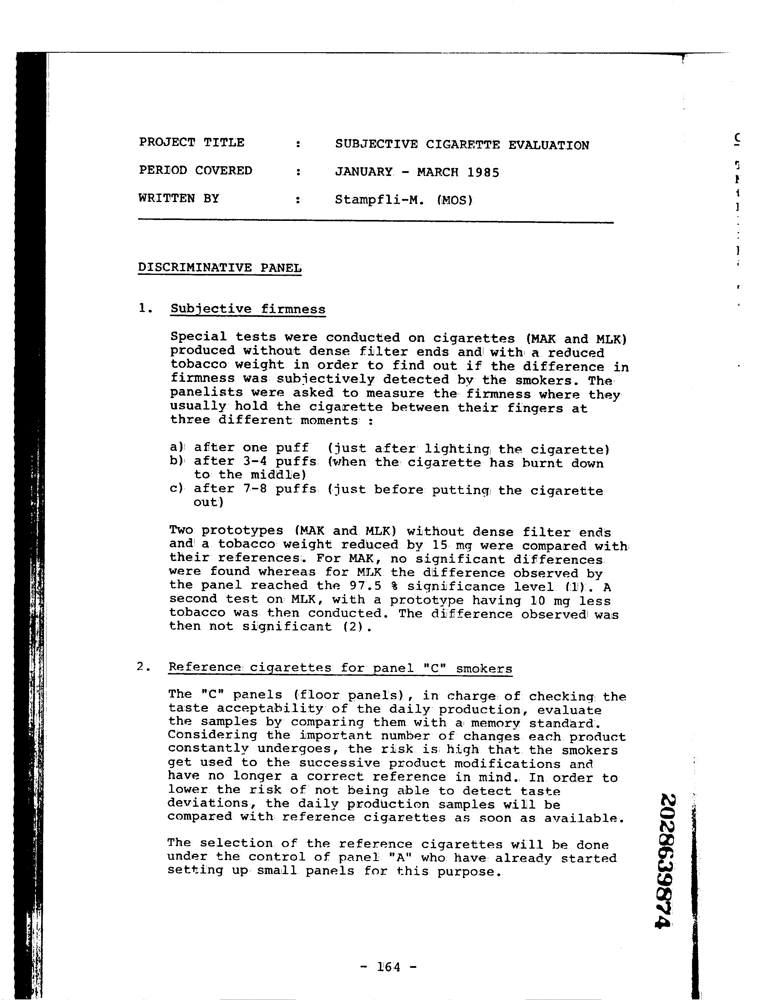 PROJECT TITLE : SUBJECTIVE CIGARETTE EVALUATION
PERIOD COVERED : JANUARY - MARCH 1985
WRITTEN BY : Stampfli-M. (MOS)
DISCRIMINATIVE PANEL
1. Subjective firmness
Special tests were conducted on cigarettes (MAK and MLK)
produced without dense filter ends and with a reduced
tobacco weight in order to find out if the difference in
firmness was subjectively detected by the smokers. The
panelists were asked to measure the firmness where they
usually hold the cigarette between their fingers at
three different moments :
a) after one puff (just after lighting the cigarette)
b) after 3-4 puffs (when the cigarette has burnt down
to the middle)
c) after 7-8 puffs (just before putting the cigarette
out)
Two prototypes (MAK and MLK) without dense filter ends
and a tobacco weight reduced by 15 mg were compared with
their references. For MAK, no significant differences
were found whereas for MLK the difference observed by
the panel reached the 97.5 % significance level (1). A
second test on MLK, with a prototype having 10 mg less
tobacco was then conducted. The difference observed was
then not significant (2).
2. Reference cigarettes for panel "C" smokers
The "C" panels (floor panels), in charge of checking the
taste acceptability of the daily production, evaluate
the samples by comparing them with a memory standard.
Considering the important number of changes each product
constantly undergoes, the risk is high that the smokers
get used to the successive product modifications and
have no longer a correct reference in mind. In order to
lower the risk of not being able to detect taste
deviations, the daily production samples will be
compared with reference cigarettes as soon as available.
The selection of the reference cigarettes will be done
under the control of panel "A" who have already started
setting up small panels for this purpose.
2028639874
- 164 -